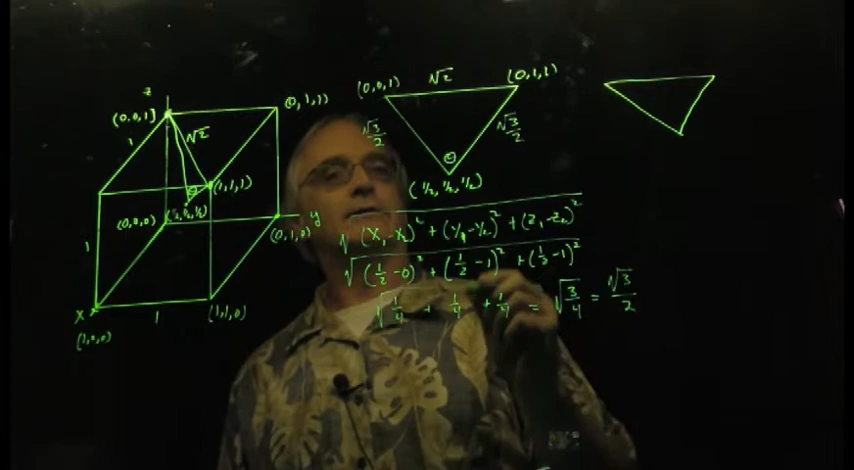 z
(0,0,1)
(0,1,1)
√2
1
(1,1,1)
θ
(0,0,0)
(½,½,½)
y
(0,1,0)
1
x
(1,0,0)
1
(1,1,0)
(0,0,1) √2 (0,1,1)
√3/2 √3/2
θ
(½,½,½)
√(X₁-X₂)² + (Y₁-Y₂)² + (Z₁-Z₂)²
√(½-0)² + (½-1)² + (½-1)²
√¼ + ¼ + ¼ = √¾ = √3/2